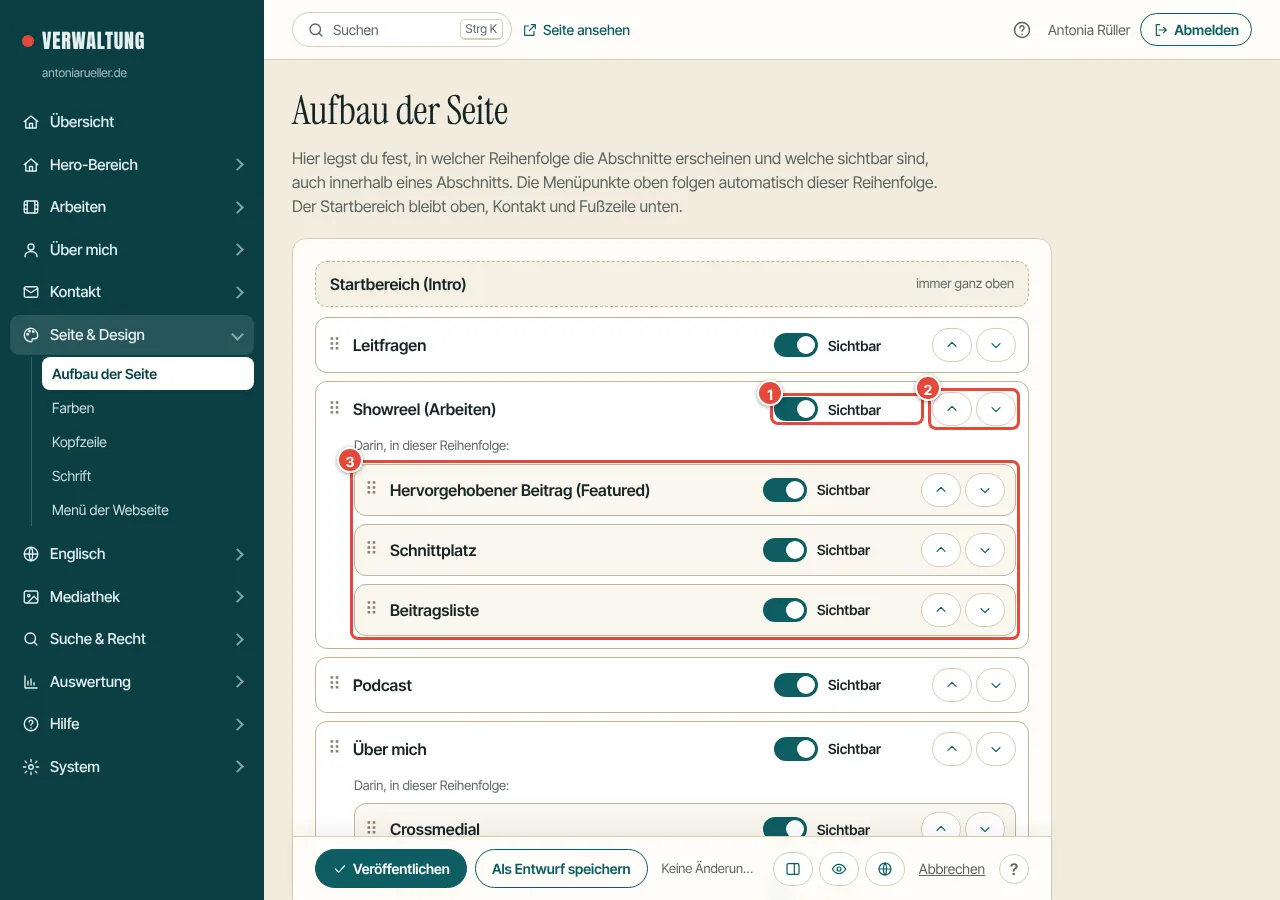 VERWALTUNG
antoniarueller.de
Übersicht
Hero-Bereich
Arbeiten
Über mich
Kontakt
Seite & Design
Aufbau der Seite
Farben
Kopfzeile
Schrift
Menü der Webseite
Englisch
Mediathek
Suche & Recht
Auswertung
Hilfe
System
Suchen Strg K Seite ansehen Antonia Rüller Abmelden
Aufbau der Seite
Hier legst du fest, in welcher Reihenfolge die Abschnitte erscheinen und welche sichtbar sind,
auch innerhalb eines Abschnitts. Die Menüpunkte oben folgen automatisch dieser Reihenfolge.
Der Startbereich bleibt oben, Kontakt und Fußzeile unten.
Startbereich (Intro) immer ganz oben
Leitfragen Sichtbar
1 2
Showreel (Arbeiten) Sichtbar
Darin, in dieser Reihenfolge:
3
Hervorgehobener Beitrag (Featured) Sichtbar
Schnittplatz Sichtbar
Beitragsliste Sichtbar
Podcast Sichtbar
Über mich Sichtbar
Darin, in dieser Reihenfolge:
Crossmedial Sichtbar
Veröffentlichen Als Entwurf speichern Keine Änderun... Abbrechen ?